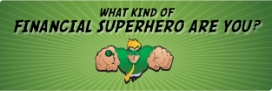 WHAT KIND OF
FINANCIAL SUPERHERO ARE YOU?